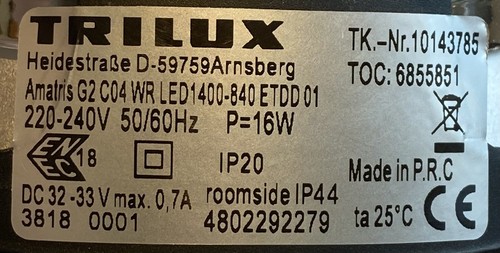 TRILUX
TK.-Nr.10143785
Heidestraße D-59759Arnsberg
TOC: 6855851
Amatris G2 C04 WR LED1400-840 ETDD 01
220-240V 50/60Hz P=16W
ENEC 18
IP20
Made in P.R.C
DC 32-33V max. 0,7A roomside IP44
ta 25°C CE
3818 0001 4802292279